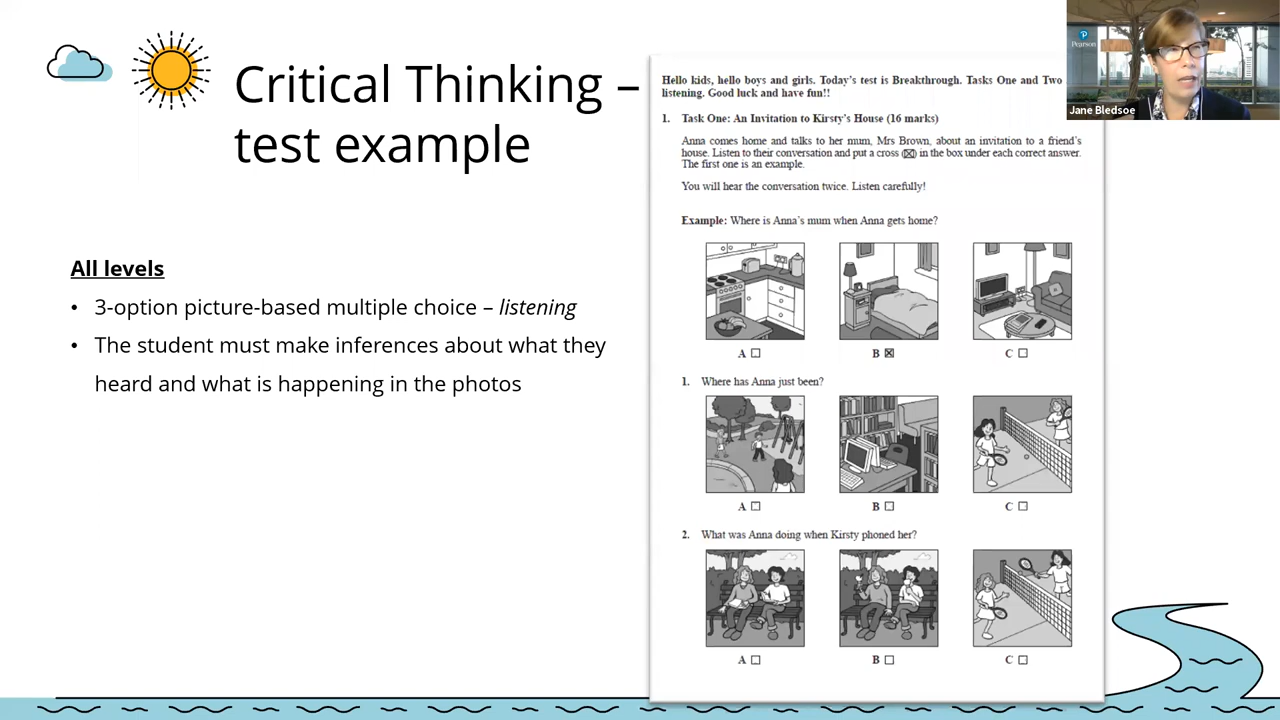 Critical Thinking –
test example
All levels
• 3-option picture-based multiple choice – listening
• The student must make inferences about what they
heard and what is happening in the photos
Hello kids, hello boys and girls. Today's test is Breakthrough. Tasks One and Two
listening. Good luck and have fun!!
1. Task One: An Invitation to Kirsty's House (16 marks)
Anna comes home and talks to her mum, Mrs Brown, about an invitation to a friend's
house. Listen to their conversation and put a cross (☒) in the box under each correct answer.
The first one is an example.
You will hear the conversation twice. Listen carefully!
Example: Where is Anna's mum when Anna gets home?
A ☐ B ☒ C ☐
1. Where has Anna just been?
A ☐ B ☐ C ☐
2. What was Anna doing when Kirsty phoned her?
A ☐ B ☐ C ☐
Pearson
Jane Bledsoe